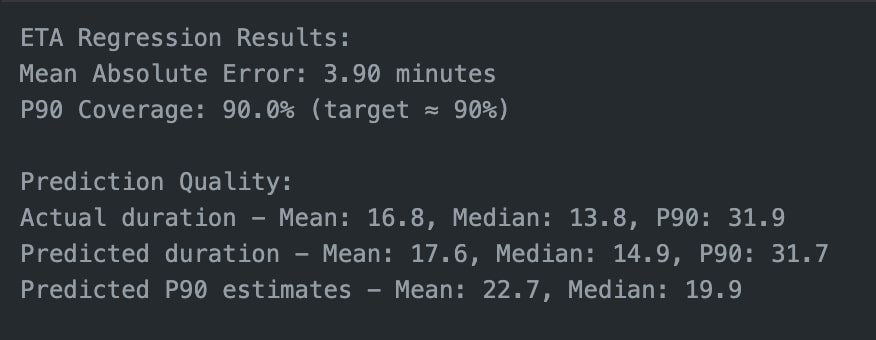 ETA Regression Results:
Mean Absolute Error: 3.90 minutes
P90 Coverage: 90.0% (target ≈ 90%)
Prediction Quality:
Actual duration – Mean: 16.8, Median: 13.8, P90: 31.9
Predicted duration – Mean: 17.6, Median: 14.9, P90: 31.7
Predicted P90 estimates – Mean: 22.7, Median: 19.9